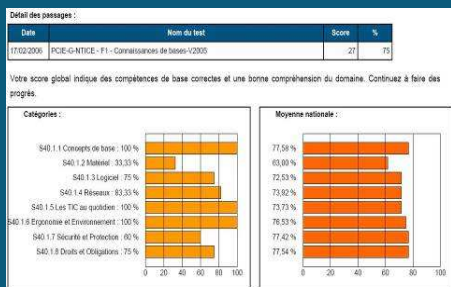 Détail des passages :
Date Nom du test Score %
17/02/2006 PCIE-G-NTICE - F1 - Connaissances de bases-V2005 27 75
Votre score global indique des compétences de base correctes et une bonne compréhension du domaine. Continuez à faire des
progrès.
Catégories :
S40.1.1 Concepts de base : 100 %
S40.1.2 Matériel : 33,33 %
S40.1.3 Logiciel : 75 %
S40.1.4 Réseaux : 83,33 %
S40.1.5 Les TIC au quotidien : 100 %
S40.1.6 Ergonomie et Environnement : 100 %
S40.1.7 Sécurité et Protection : 60 %
S40.1.8 Droits et Obligations : 75 %
0 20 40 60 80 100
Moyenne nationale :
77,58 %
63,00 %
72,53 %
73,92 %
73,73 %
76,53 %
77,42 %
77,54 %
0 20 40 60 80 100